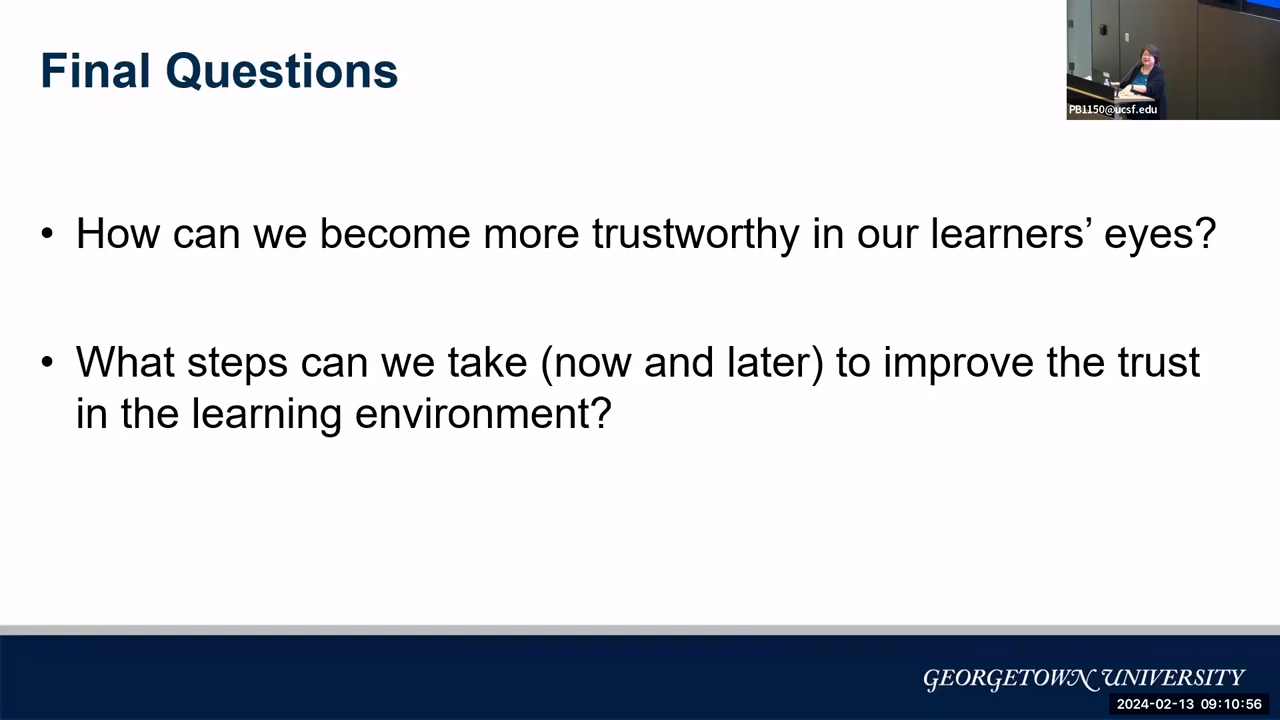 Final Questions
PB1150@ucsf.edu
• How can we become more trustworthy in our learners’ eyes?
• What steps can we take (now and later) to improve the trust
in the learning environment?
GEORGETOWN UNIVERSITY
2024-02-13 09:10:56